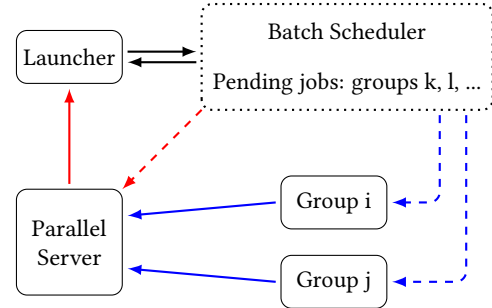 Batch Scheduler
Launcher
Pending jobs: groups k, l, ...
Group i
Parallel
Server
Group j